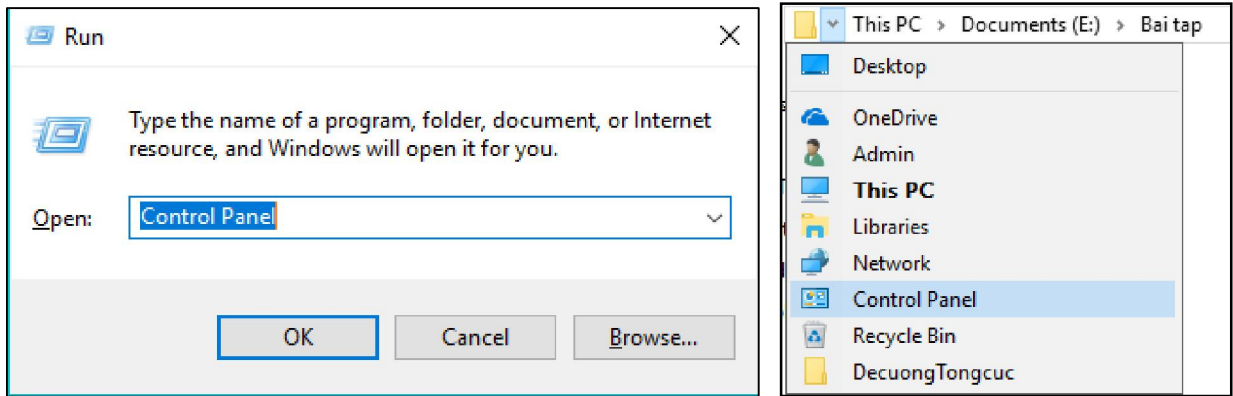 Run
Type the name of a program, folder, document, or Internet
resource, and Windows will open it for you.
Open:
Control Panel
OK
Cancel
Browse...
This PC > Documents (E:) > Bai tap
Desktop
OneDrive
Admin
This PC
Libraries
Network
Control Panel
Recycle Bin
DecuongTongcuc